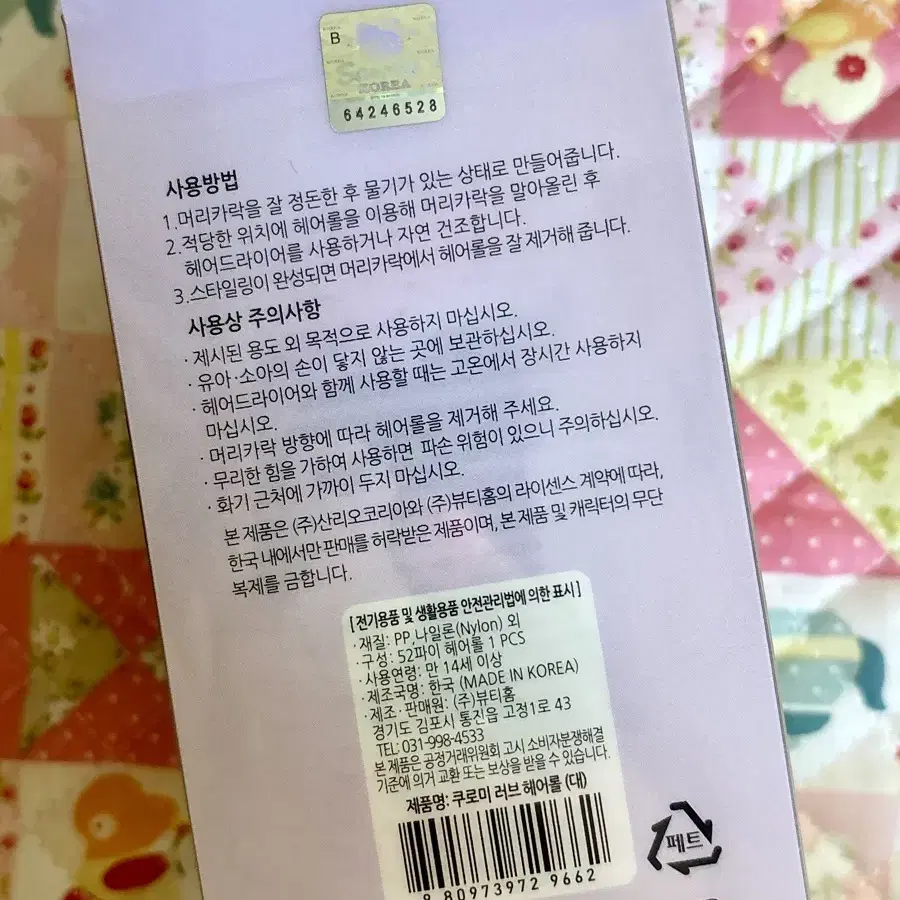 B
KOREA
64246528
사용방법
1.머리카락을 잘 정돈한 후 물기가 있는 상태로 만들어줍니다.
2.적당한 위치에 헤어롤을 이용해 머리카락을 말아올린 후
헤어드라이어를 사용하거나 자연 건조합니다.
3.스타일링이 완성되면 머리카락에서 헤어롤을 잘 제거해 줍니다.
사용상 주의사항
· 제시된 용도 외 목적으로 사용하지 마십시오.
· 유아·소아의 손이 닿지 않는 곳에 보관하십시오.
· 헤어드라이어와 함께 사용할 때는 고온에서 장시간 사용하지
마십시오.
· 머리카락 방향에 따라 헤어롤을 제거해 주세요.
· 무리한 힘을 가하여 사용하면 파손 위험이 있으니 주의하십시오.
· 화기 근처에 가까이 두지 마십시오.
본 제품은 (주)산리오코리아와 (주)뷰티홈의 라이센스 계약에 따라,
한국 내에서만 판매를 허락받은 제품이며, 본 제품 및 캐릭터의 무단
복제를 금합니다.
[ 전기용품 및 생활용품 안전관리법에 의한 표시 ]
· 재질: PP, 나일론(Nylon) 외
· 구성: 52파이 헤어롤 1 PCS
· 사용연령: 만 14세 이상
· 제조국명: 한국 (MADE IN KOREA)
· 제조·판매원: (주)뷰티홈
경기도 김포시 통진읍 고정1로 43
TEL: 031-998-4533
본 제품은 공정거래위원회 고시 소비자분쟁해결
기준에 의거 교환 또는 보상을 받을 수 있습니다.
제품명: 쿠로미 러브 헤어롤 (대)
8 80973972 9662
페트